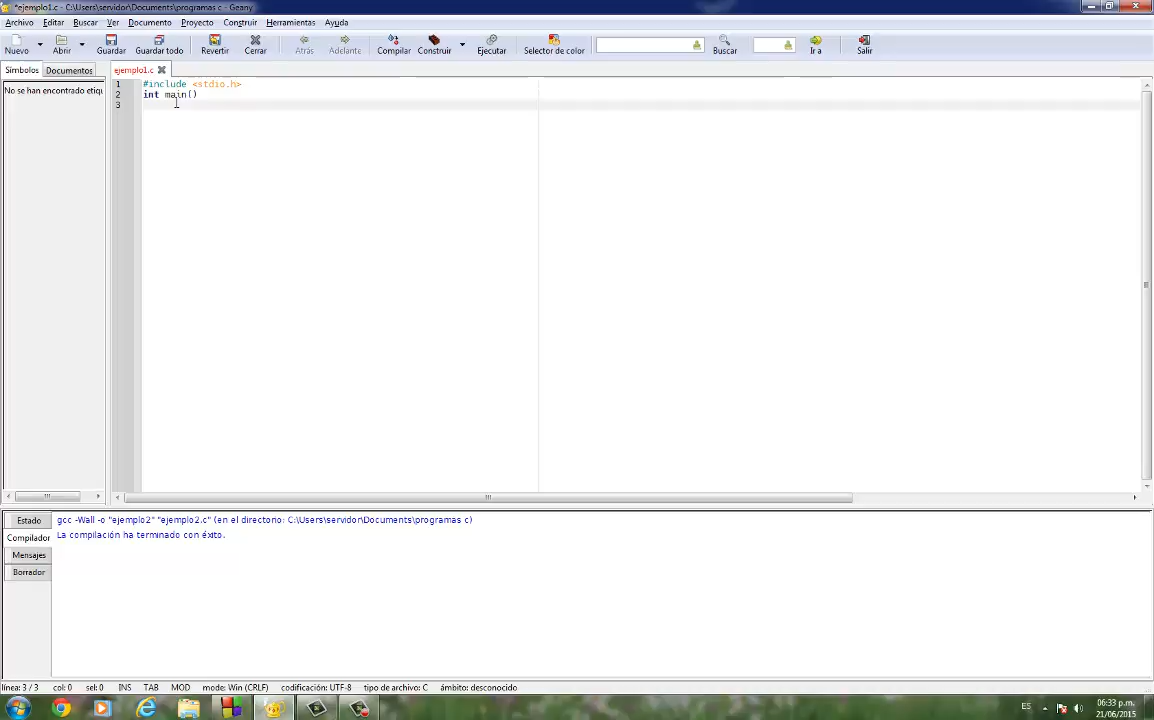 *ejemplo1.c - C:\Users\servidor\Documents\programas c - Geany
Archivo Editar Buscar Ver Documento Proyecto Construir Herramientas Ayuda
Nuevo Abrir Guardar Guardar todo Revertir Cerrar Atrás Adelante Compilar Construir Ejecutar Selector de color Buscar Ir a Salir
Símbolos Documentos ejemplo1.c
No se han encontrado etiqu
1 #include <stdio.h>
2 int main()
3
Estado
Compilador
Mensajes
Borrador
gcc -Wall -o "ejemplo2" "ejemplo2.c" (en el directorio: C:\Users\servidor\Documents\programas c)
La compilación ha terminado con éxito.
línea: 3 / 3 col: 0 sel: 0 INS TAB MOD mode: Win (CRLF) codificación: UTF-8 tipo de archivo: C ámbito: desconocido
ES 06:33 p.m.
21/06/2015